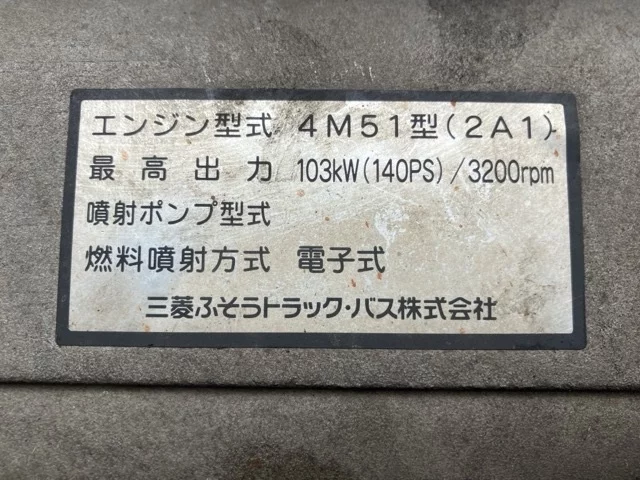 エンジン型式 4M51型(2A1)
最高出力 103kW(140PS)/3200rpm
噴射ポンプ型式
燃料噴射方式 電子式
三菱ふそうトラック・バス株式会社